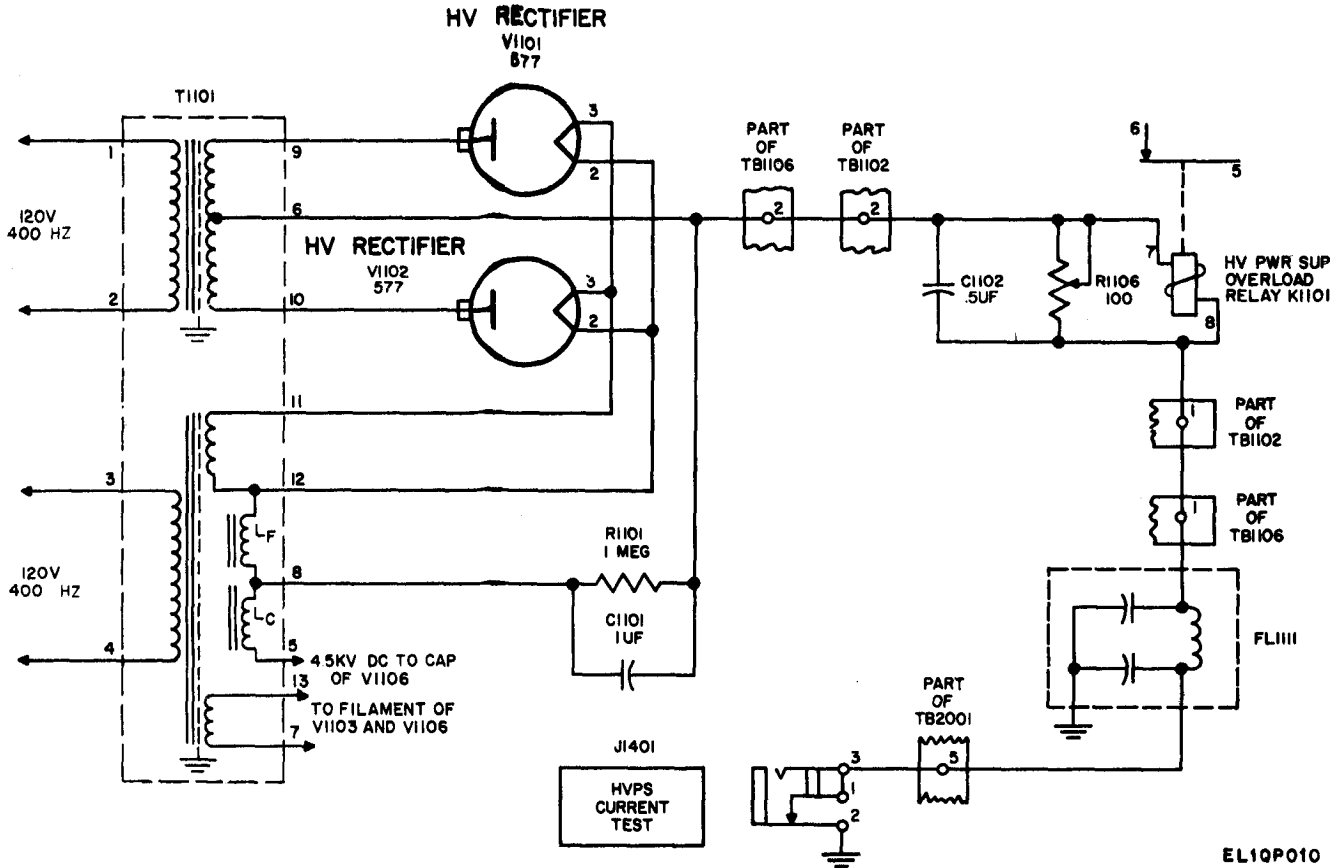 HV RECTIFIER
V1101
577
T1101
1
9
3
2
120V
400 HZ
6
2
10
HV RECTIFIER
V1102
577
3
2
PART
OF
TB1106
2
PART
OF
TB1102
2
6
5
C1102
.5UF
R1106
100
7
8
HV PWR SUP
OVERLOAD
RELAY K1101
11
3
12
F
8
C
120V
400 HZ
4
5
4.5KV DC TO CAP
OF V1106
13
TO FILAMENT OF
V1103 AND V1106
7
R1101
1 MEG
C1101
1UF
1
PART
OF
TB1102
1
PART
OF
TB1106
FL1111
J1401
HVPS
CURRENT
TEST
3
1
2
PART
OF
TB2001
5
EL1QP010